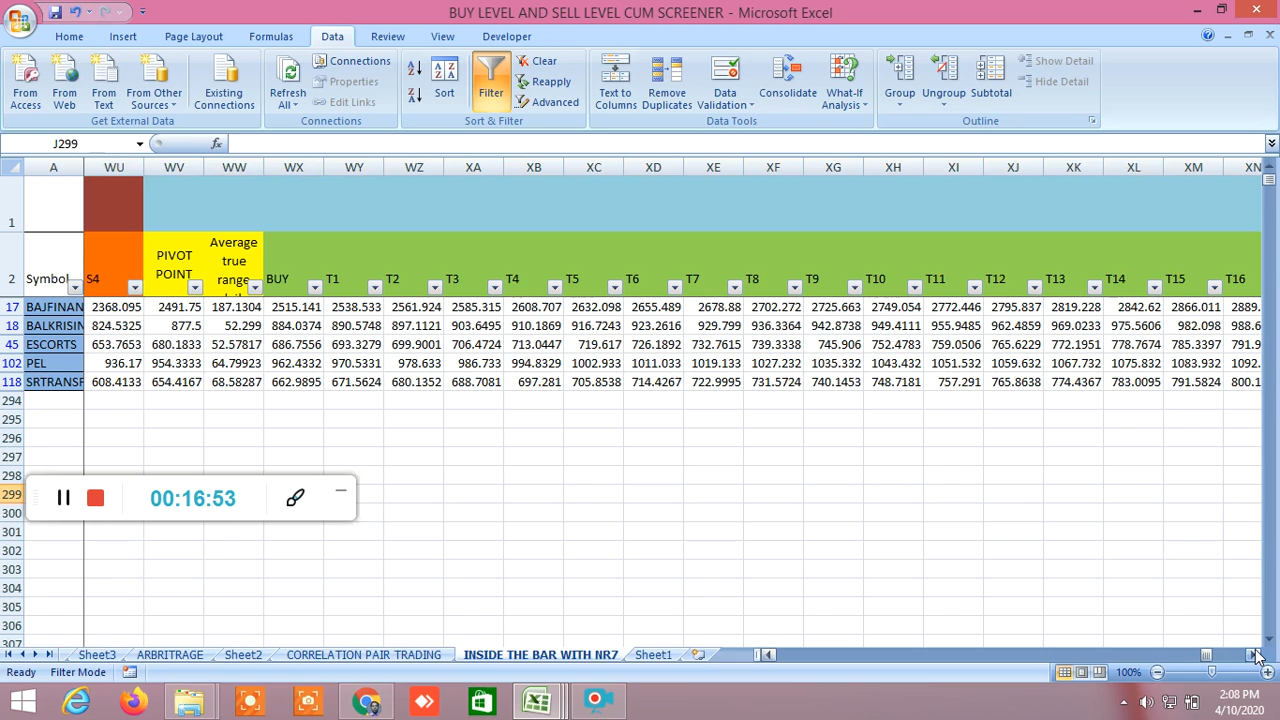 BUY LEVEL AND SELL LEVEL CUM SCREENER - Microsoft Excel
Home Insert Page Layout Formulas Data Review View Developer
From Access From Web From Text From Other Sources Existing Connections Refresh All Connections Properties Edit Links Sort Filter Clear Reapply Advanced Text to Columns Remove Duplicates Data Validation Consolidate What-If Analysis Group Ungroup Subtotal Show Detail Hide Detail
Get External Data Connections Sort & Filter Data Tools Outline
J299 fx
A WU WV WW WX WY WZ XA XB XC XD XE XF XG XH XI XJ XK XL XM XN
1
2 Symbol S4 PIVOT POINT Average true range BUY T1 T2 T3 T4 T5 T6 T7 T8 T9 T10 T11 T12 T13 T14 T15 T16
17 BAJFINAN 2368.095 2491.75 187.1304 2515.141 2538.533 2561.924 2585.315 2608.707 2632.098 2655.489 2678.88 2702.272 2725.663 2749.054 2772.446 2795.837 2819.228 2842.62 2866.011 2889.
18 BALKRISIN 824.5325 877.5 52.299 884.0374 890.5748 897.1121 903.6495 910.1869 916.7243 923.2616 929.799 936.3364 942.8738 949.4111 955.9485 962.4859 969.0233 975.5606 982.098 988.6
45 ESCORTS 653.7653 680.1833 52.57817 686.7556 693.3279 699.9001 706.4724 713.0447 719.617 726.1892 732.7615 739.3338 745.906 752.4783 759.0506 765.6229 772.1951 778.7674 785.3397 791.9
102 PEL 936.17 954.3333 64.79923 962.4332 970.5331 978.633 986.733 994.8329 1002.933 1011.033 1019.133 1027.232 1035.332 1043.432 1051.532 1059.632 1067.732 1075.832 1083.932 1092.
118 SRTRANSF 608.4133 654.4167 68.58287 662.9895 671.5624 680.1352 688.7081 697.281 705.8538 714.4267 722.9995 731.5724 740.1453 748.7181 757.291 765.8638 774.4367 783.0095 791.5824 800.1
294
295
296
297
298
299 00:16:53
300
301
302
303
304
305
306
307
Sheet3 ARBRITRAGE Sheet2 CORRELATION PAIR TRADING INSIDE THE BAR WITH NR7 Sheet1
Ready Filter Mode 100%
2:08 PM
4/10/2020